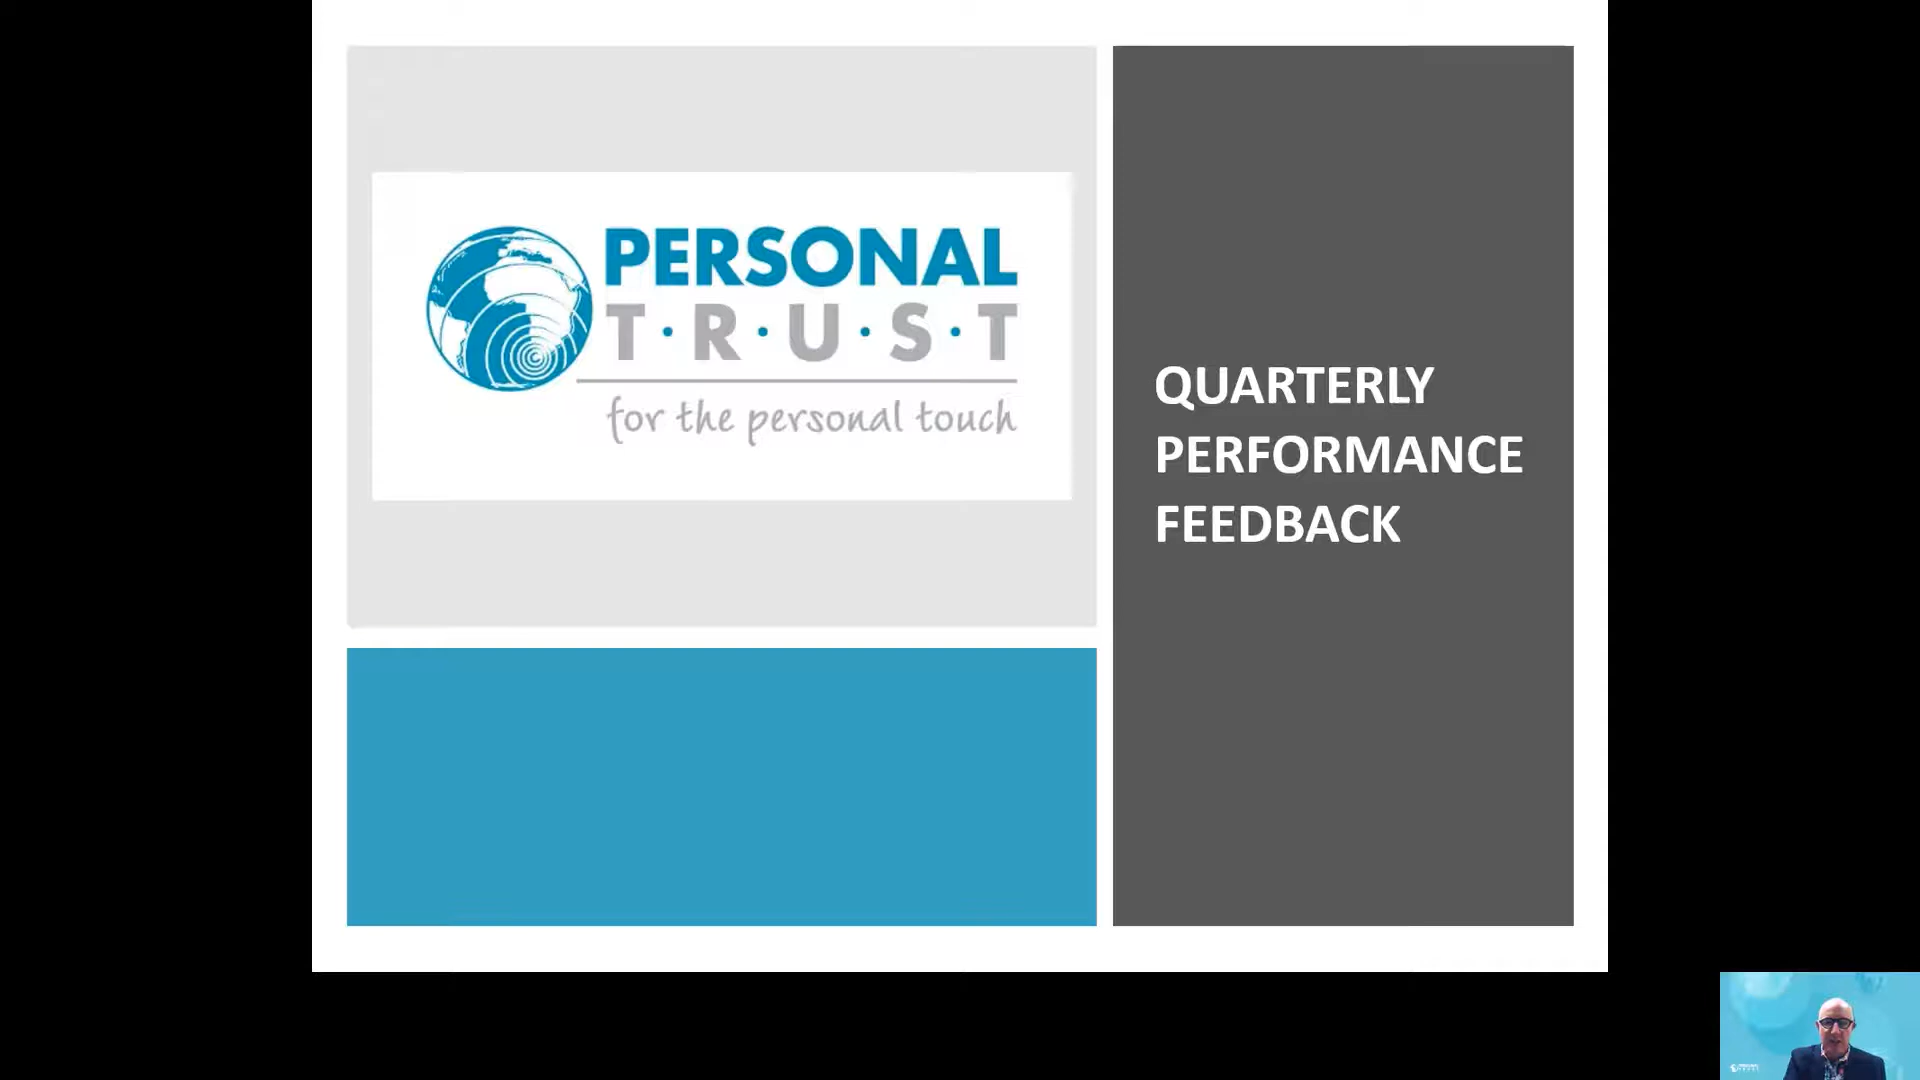 PERSONAL
T·R·U·S·T
for the personal touch
QUARTERLY
PERFORMANCE
FEEDBACK